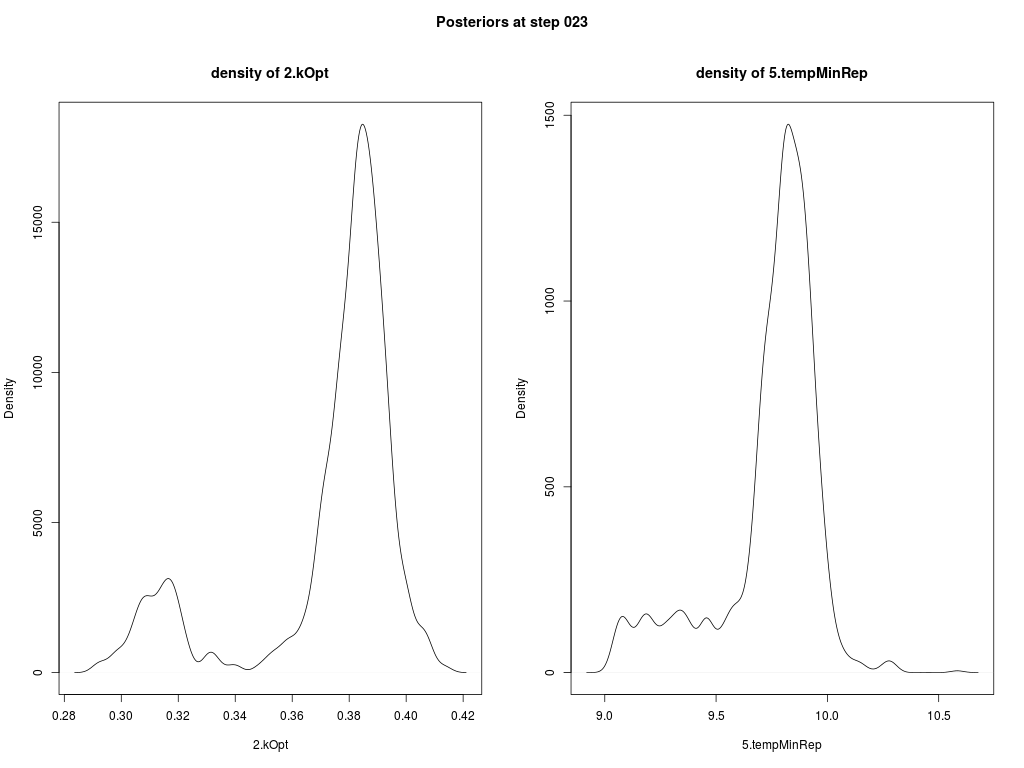 Posteriors at step 023
density of 2.kOpt
Density
0
5000
10000
15000
0.28 0.30 0.32 0.34 0.36 0.38 0.40 0.42
2.kOpt
density of 5.tempMinRep
Density
0
500
1000
1500
9.0 9.5 10.0 10.5
5.tempMinRep